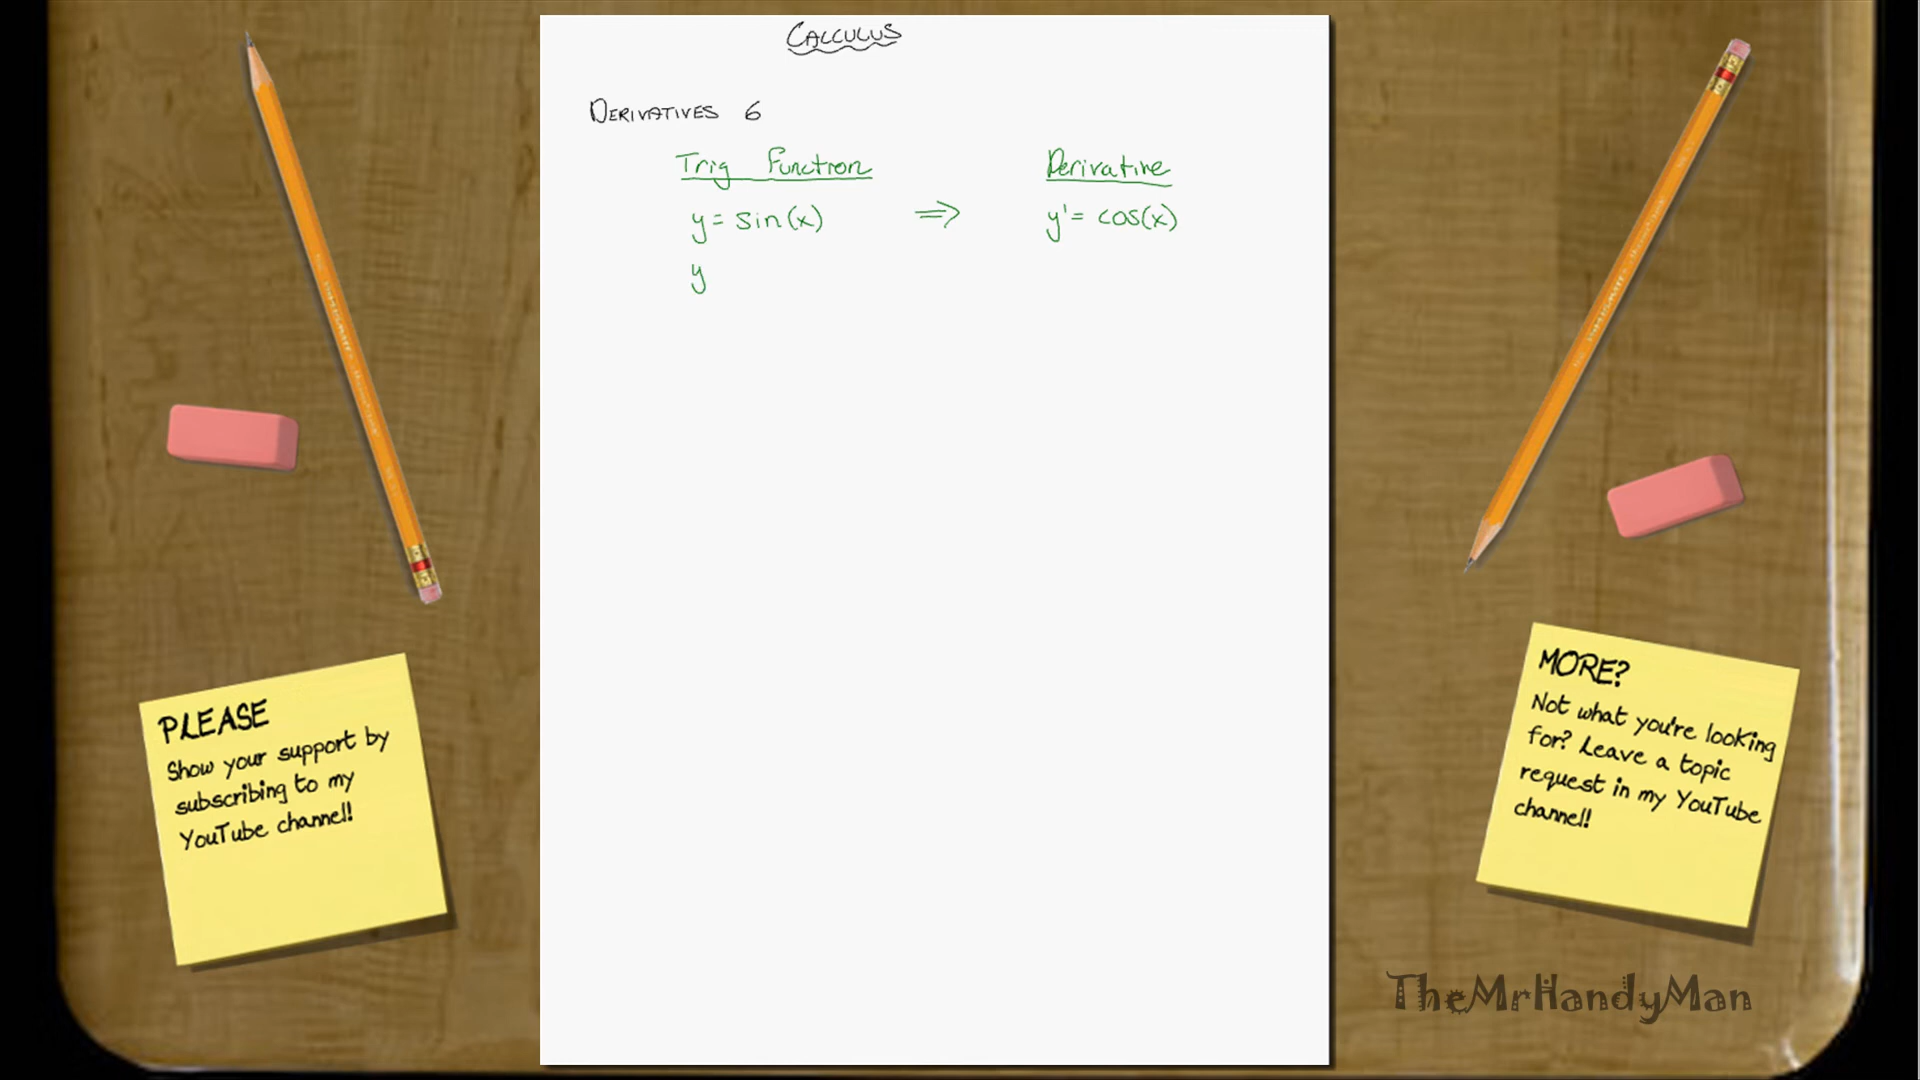 CALCULUS
DERIVATIVES 6
Trig Function Derivative
y = sin(x) ⇒ y' = cos(x)
y
PLEASE
Show your support by
subscribing to my
YouTube channel!
MORE?
Not what you're looking
for? Leave a topic
request in my YouTube
channel!
TheMrHandyMan